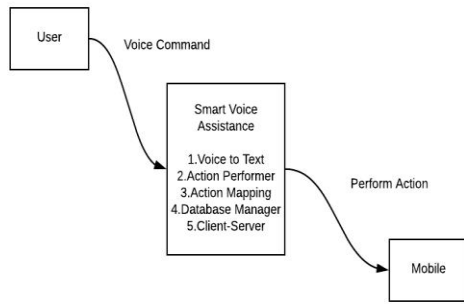 User
Voice Command
Smart Voice
Assistance
1.Voice to Text
2.Action Performer
3.Action Mapping
4.Database Manager
5.Client-Server
Perform Action
Mobile